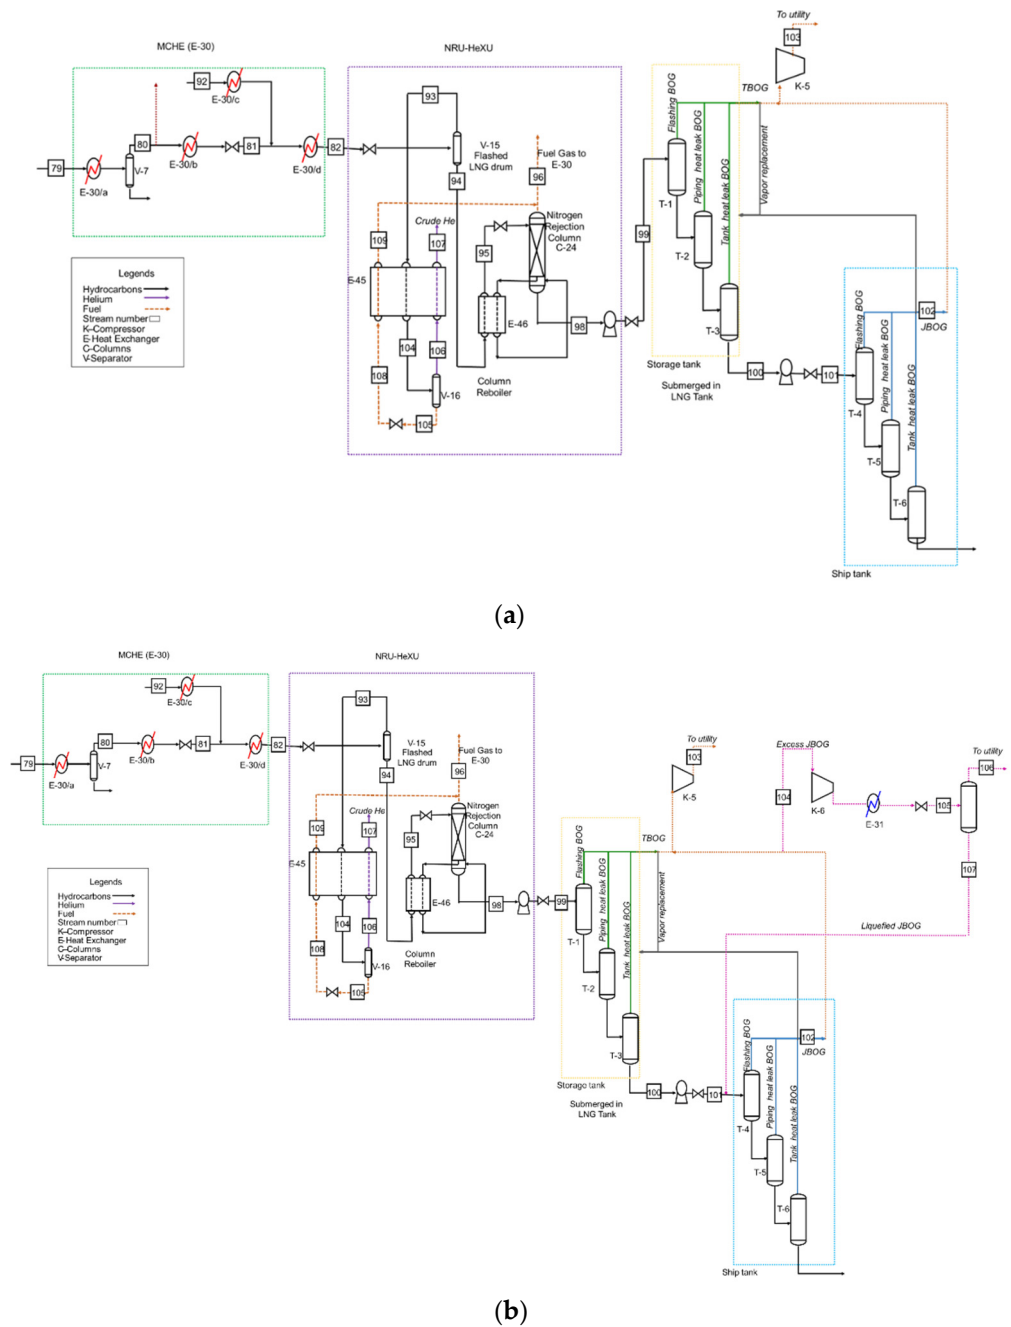 To utility
103
K-5
MCHE (E-30)
NRU-HeXU
92
E-30/c
93
V-15
Flashed
LNG drum
TBOG
Flashing BOG
Piping heat leak BOG
Tank heat leak BOG
Vapor replacement
80
E-30/b
81
E-30/d
82
79
E-30/a
V-7
94
Fuel Gas to
E-30
96
T-1
Crude He
107
109
Nitrogen
Rejection
Column
C-24
95
99
T-2
E-45
E-46
98
T-3
Legends
Hydrocarbons
Helium
Fuel
Stream number
K–Compressor
E-Heat Exchanger
C–Columns
V-Separator
104
106
108
V-16
105
Column
Reboiler
Storage tank
Submerged in
LNG Tank
100
101
Flashing BOG
Piping heat leak BOG
Tank heat leak BOG
102
JBOG
T-4
T-5
T-6
Ship tank
(a)
MCHE (E-30)
NRU-HeXU
92
E-30/c
93
V-15
Flashed
LNG drum
To utility
103
K-5
Excess JBOG
104
K-6
E-31
105
To utility
106
107
80
E-30/b
81
E-30/d
82
79
E-30/a
V-7
94
Fuel Gas to
E-30
96
Crude He
107
109
Nitrogen
Rejection
Column
C-24
95
TBOG
Flashing BOG
Piping heat leak BOG
Tank heat leak BOG
Vapor replacement
E-45
E-46
98
99
T-1
Liquefied JBOG
Legends
Hydrocarbons
Helium
Fuel
Stream number
K–Compressor
E-Heat Exchanger
C–Columns
V-Separator
104
106
108
V-16
105
Column
Reboiler
T-2
T-3
Storage tank
Submerged in
LNG Tank
100
101
Flashing BOG
Piping heat leak BOG
Tank heat leak BOG
102
JBOG
T-4
T-5
T-6
Ship tank
(b)